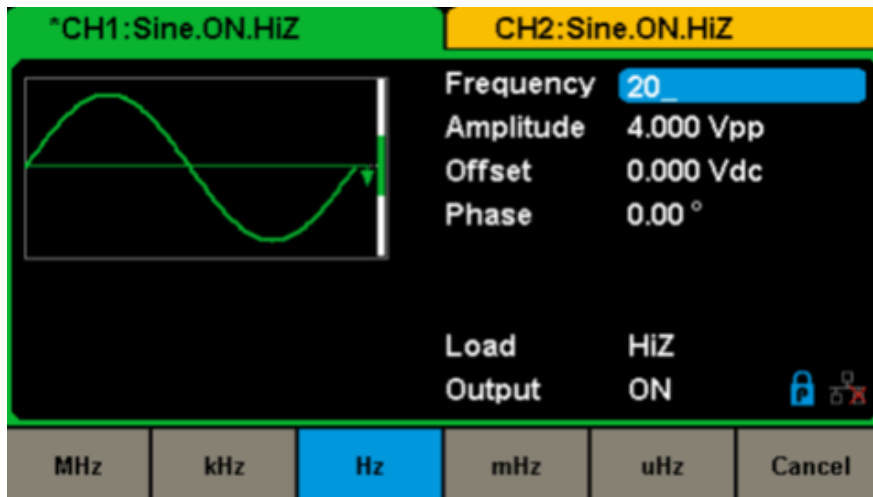 *CH1:Sine.ON.HiZ CH2:Sine.ON.HiZ
Frequency 20_
Amplitude 4.000 Vpp
Offset 0.000 Vdc
Phase 0.00 °
Load HiZ
Output ON P
MHz kHz Hz mHz uHz Cancel